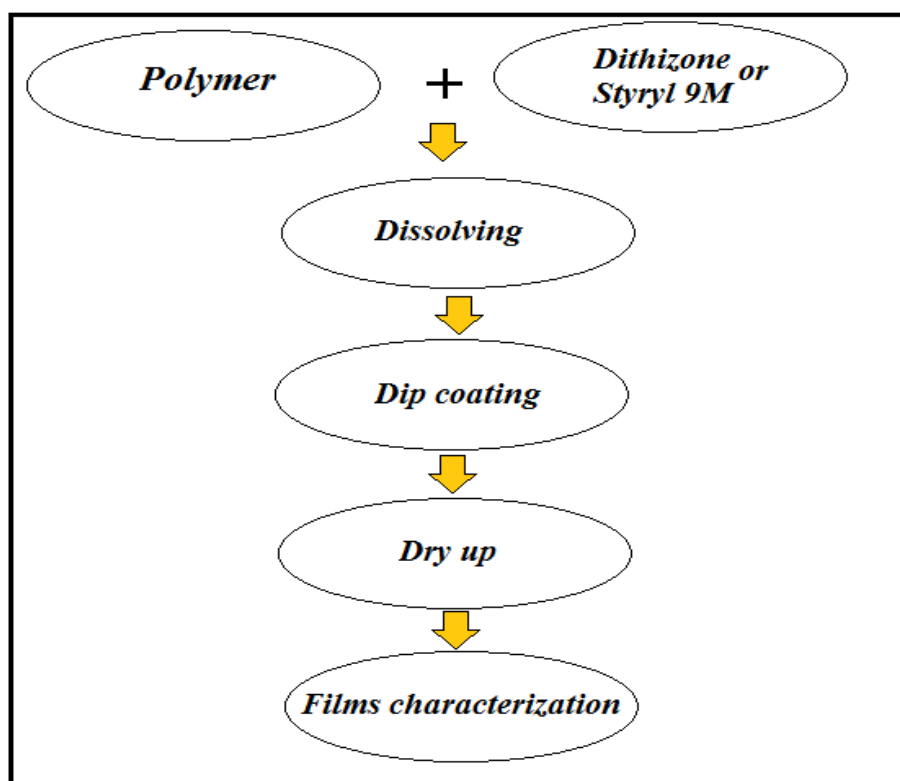 Polymer
+
Dithizone or
Styryl 9M
Dissolving
Dip coating
Dry up
Films characterization